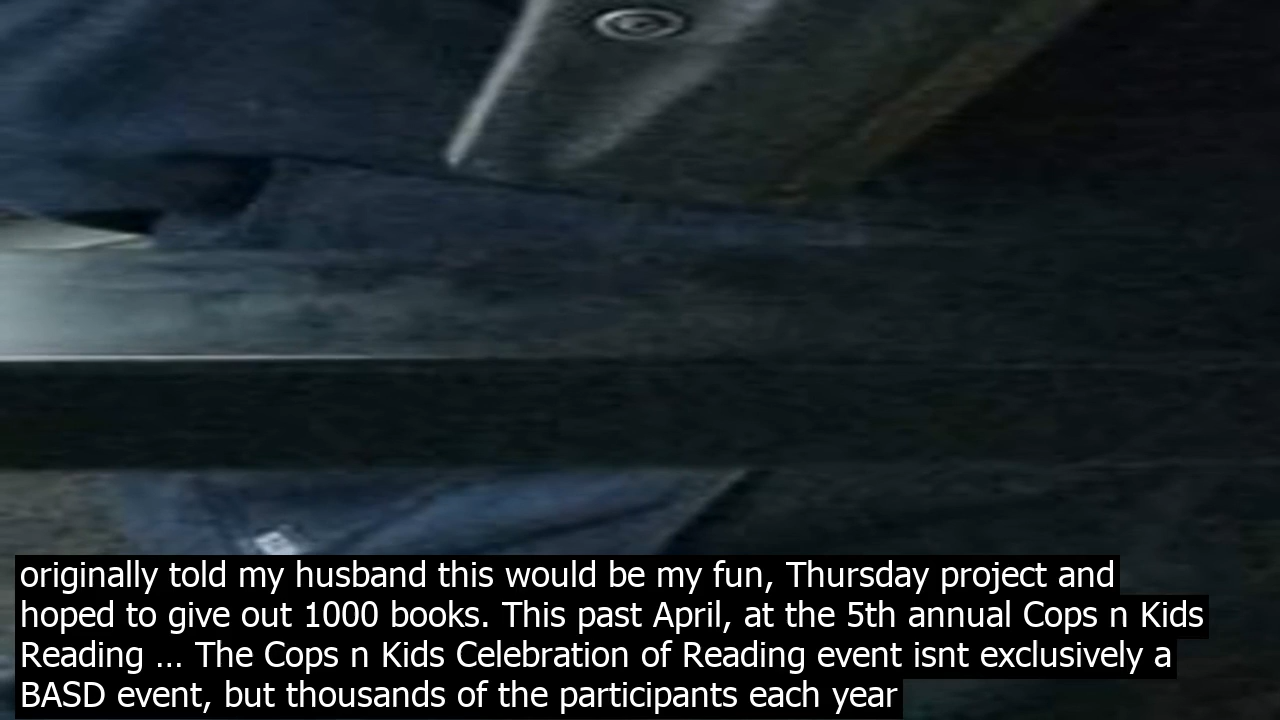 originally told my husband this would be my fun, Thursday project and
hoped to give out 1000 books. This past April, at the 5th annual Cops n Kids
Reading ... The Cops n Kids Celebration of Reading event isnt exclusively a
BASD event, but thousands of the participants each year